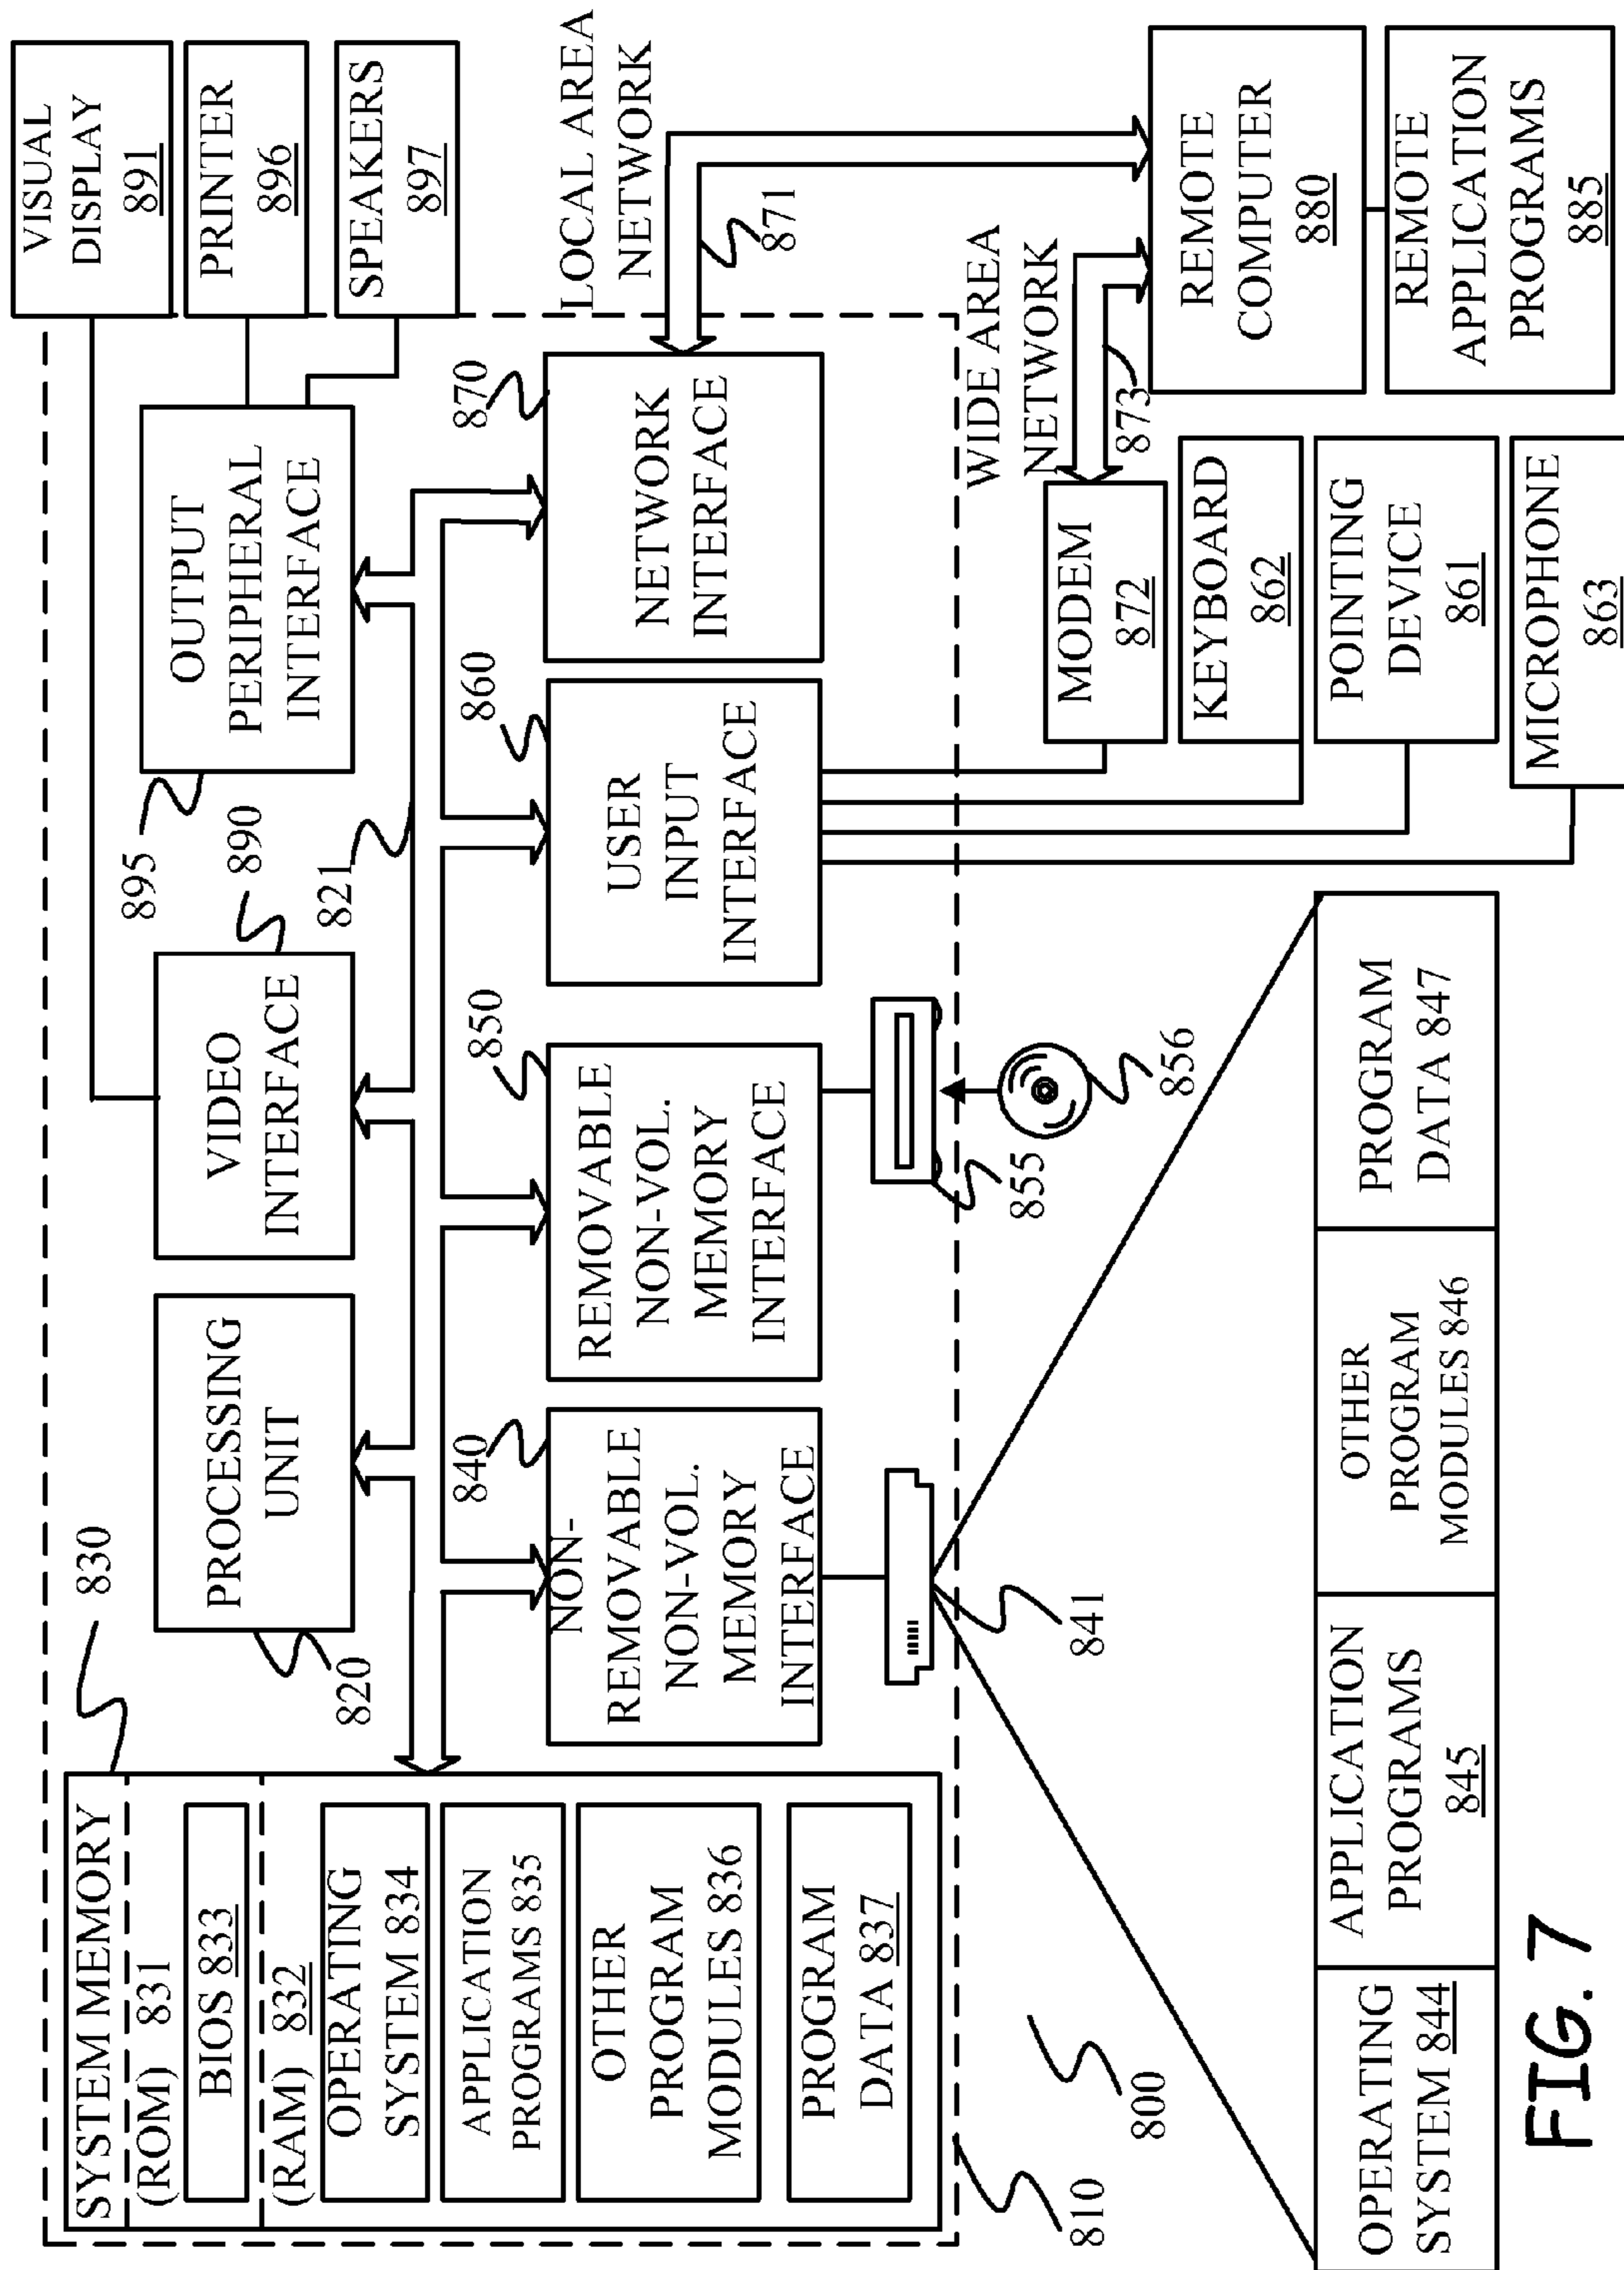 SYSTEM MEMORY
(ROM) 831
BIOS 833
(RAM) 832
OPERATING
SYSTEM 834
APPLICATION
PROGRAMS 835
OTHER
PROGRAM
MODULES 836
PROGRAM
DATA 837
830
820
PROCESSING
UNIT
VIDEO
INTERFACE
890
895
821
OUTPUT
PERIPHERAL
INTERFACE
VISUAL
DISPLAY
891
PRINTER
896
SPEAKERS
897
840
NON-
REMOVABLE
NON-VOL.
MEMORY
INTERFACE
850
REMOVABLE
NON-VOL.
MEMORY
INTERFACE
860
USER
INPUT
INTERFACE
870
NETWORK
INTERFACE
LOCAL AREA
NETWORK
871
WIDE AREA
NETWORK
873
810
800
841
855
856
MODEM
872
KEYBOARD
862
POINTING
DEVICE
861
MICROPHONE
863
REMOTE
COMPUTER
880
REMOTE
APPLICATION
PROGRAMS
885
OPERATING
SYSTEM 844
APPLICATION
PROGRAMS
845
OTHER
PROGRAM
MODULES 846
PROGRAM
DATA 847
FIG. 7